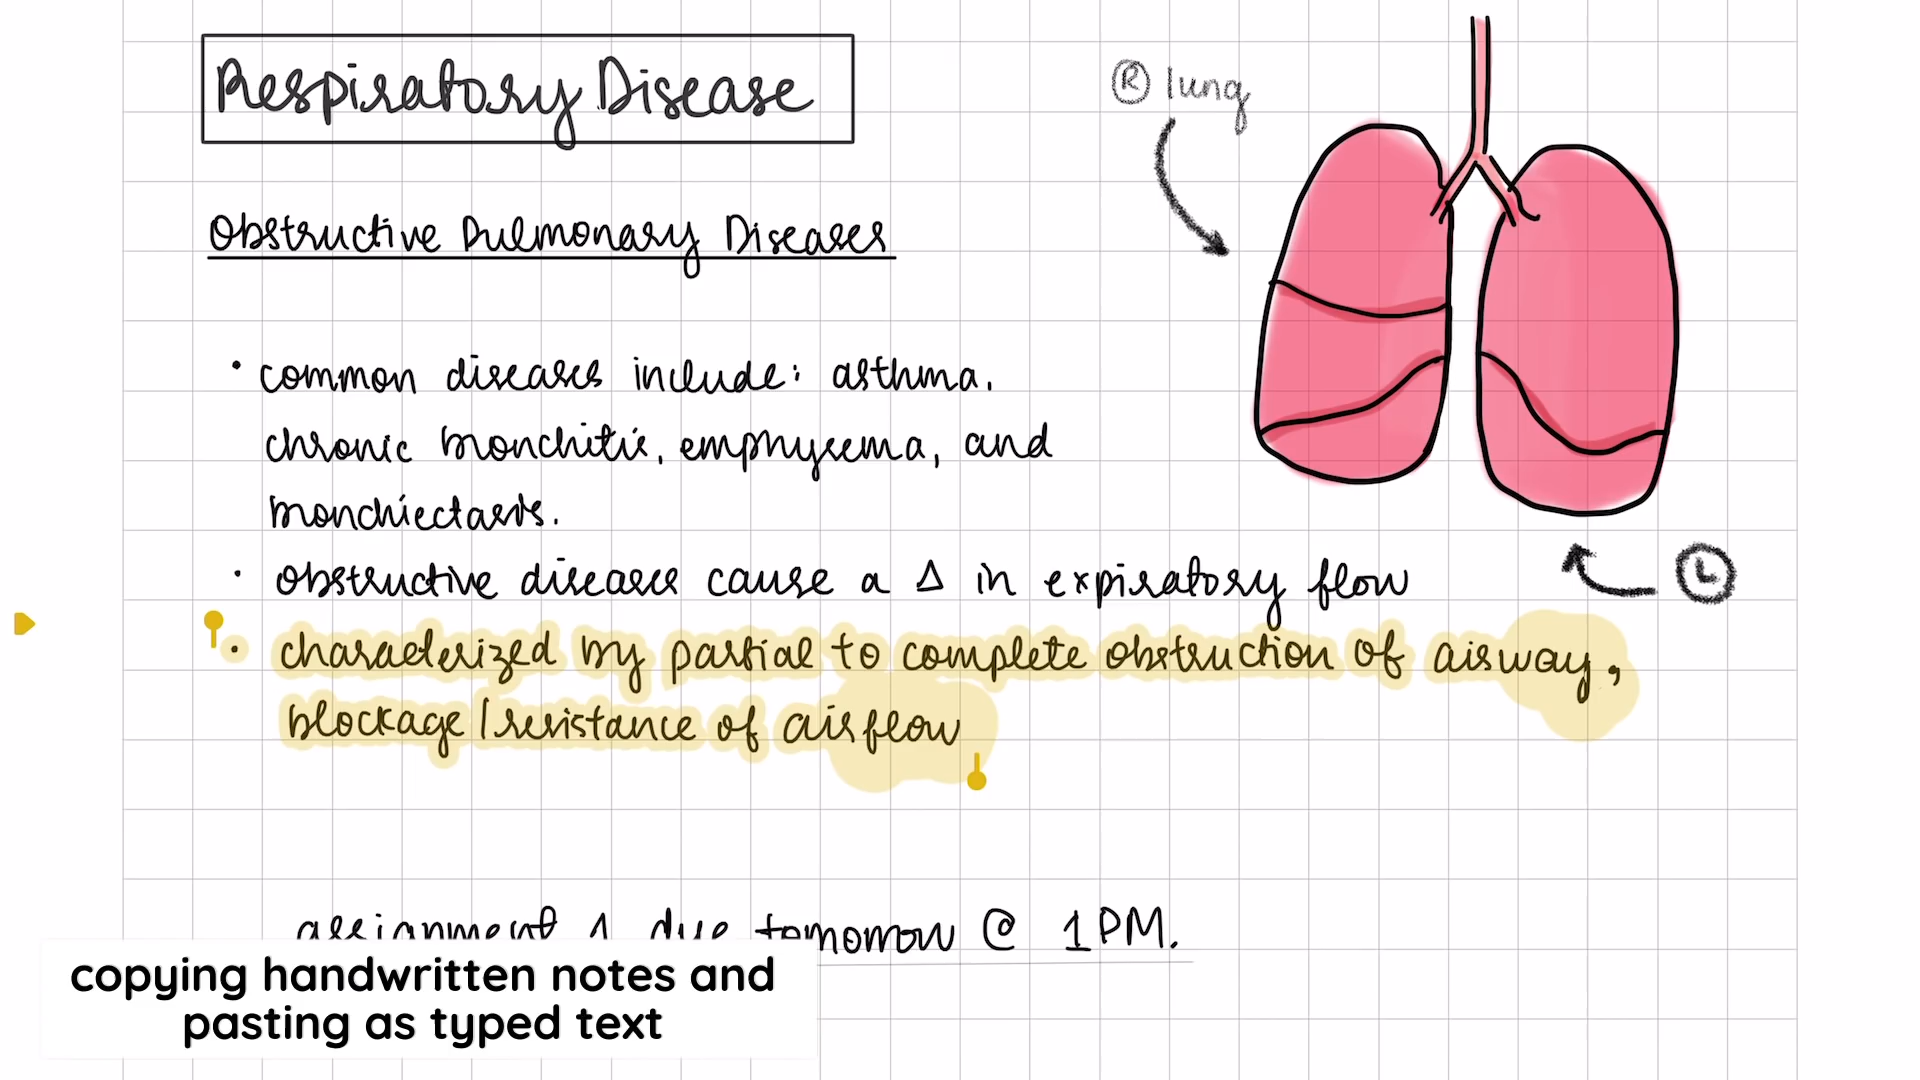 Respiratory Disease
Ⓡ lung
Obstructive Pulmonary Diseases
• common diseases include: asthma,
chronic bronchitis, emphysema, and
bronchiectasis.
• obstructive diseases cause a Δ in expiratory flow
Ⓛ
• characterized by partial to complete obstruction of airway,
blockage/resistance of airflow
assignment 1 due tomorrow @ 1PM.
copying handwritten notes and
pasting as typed text